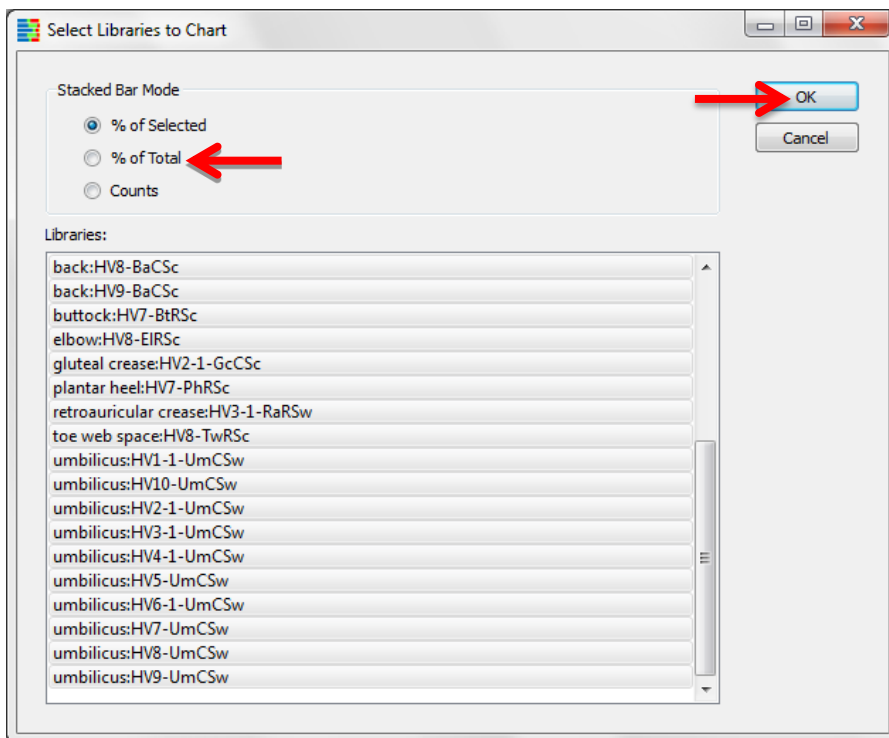 Select Libraries to Chart
Stacked Bar Mode
% of Selected
% of Total
Counts
OK
Cancel
Libraries:
back:HV8-BaCSc
back:HV9-BaCSc
buttock:HV7-BtRSc
elbow:HV8-ElRSc
gluteal crease:HV2-1-GcCSc
plantar heel:HV7-PhRSc
retroauricular crease:HV3-1-RaRSw
toe web space:HV8-TwRSc
umbilicus:HV1-1-UmCSw
umbilicus:HV10-UmCSw
umbilicus:HV2-1-UmCSw
umbilicus:HV3-1-UmCSw
umbilicus:HV4-1-UmCSw
umbilicus:HV5-UmCSw
umbilicus:HV6-1-UmCSw
umbilicus:HV7-UmCSw
umbilicus:HV8-UmCSw
umbilicus:HV9-UmCSw